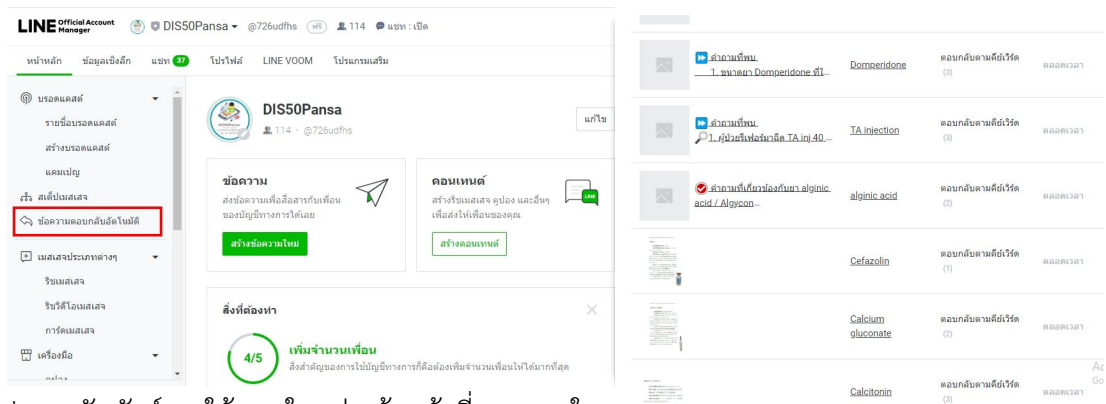 LINE Official Account Manager
DIS50Pansa
@726udfhs
ฟรี
114
แชท : เปิด
หน้าหลัก
ข้อมูลเชิงลึก
แชท 37
โปรไฟล์
LINE VOOM
โปรแกรมเสริม
บรอดแคสต์
รายชื่อบรอดแคสต์
สร้างบรอดแคสต์
แคมเปญ
สเต็ปเมสเสจ
ข้อความตอบกลับอัตโนมัติ
เมสเสจประเภทต่างๆ
ริชเมสเสจ
ริชวิดีโอเมสเสจ
การ์ดเมสเสจ
เครื่องมือ
DIS50Pansa
114 · @726udfhs
แก้ไข
ข้อความ
ส่งข้อความเพื่อสื่อสารกับเพื่อน
ของบัญชีทางการได้เลย
สร้างข้อความใหม่
คอนเทนต์
สร้างริชเมสเสจ คูปอง และอื่นๆ
เพื่อส่งให้เพื่อนของคุณ
LINE
สร้างคอนเทนต์
สิ่งที่ต้องทำ
4/5
เพิ่มจำนวนเพื่อน
สิ่งสำคัญของการใช้บัญชีทางการก็คือต้องเพิ่มจำนวนเพื่อนให้ได้มากที่สุด
คำถามที่พบ
1. ขนาดยา Domperidone ที่ใ...
Domperidone
ตอบกลับตามคีย์เวิร์ด
(3)
ตลอดเวลา
คำถามที่พบ
1. ผู้ป่วยรีเฟอร์มาฉีด TA inj 40 ...
TA injection
ตอบกลับตามคีย์เวิร์ด
(3)
ตลอดเวลา
คำถามที่เกี่ยวข้องกับยา alginic
acid / Algycon...
alginic acid
ตอบกลับตามคีย์เวิร์ด
(2)
ตลอดเวลา
Cefazolin
ตอบกลับตามคีย์เวิร์ด
(1)
ตลอดเวลา
Calcium
gluconate
ตอบกลับตามคีย์เวิร์ด
(2)
ตลอดเวลา
Calcitonin
ตอบกลับตามคีย์เวิร์ด
(3)
ตลอดเวลา